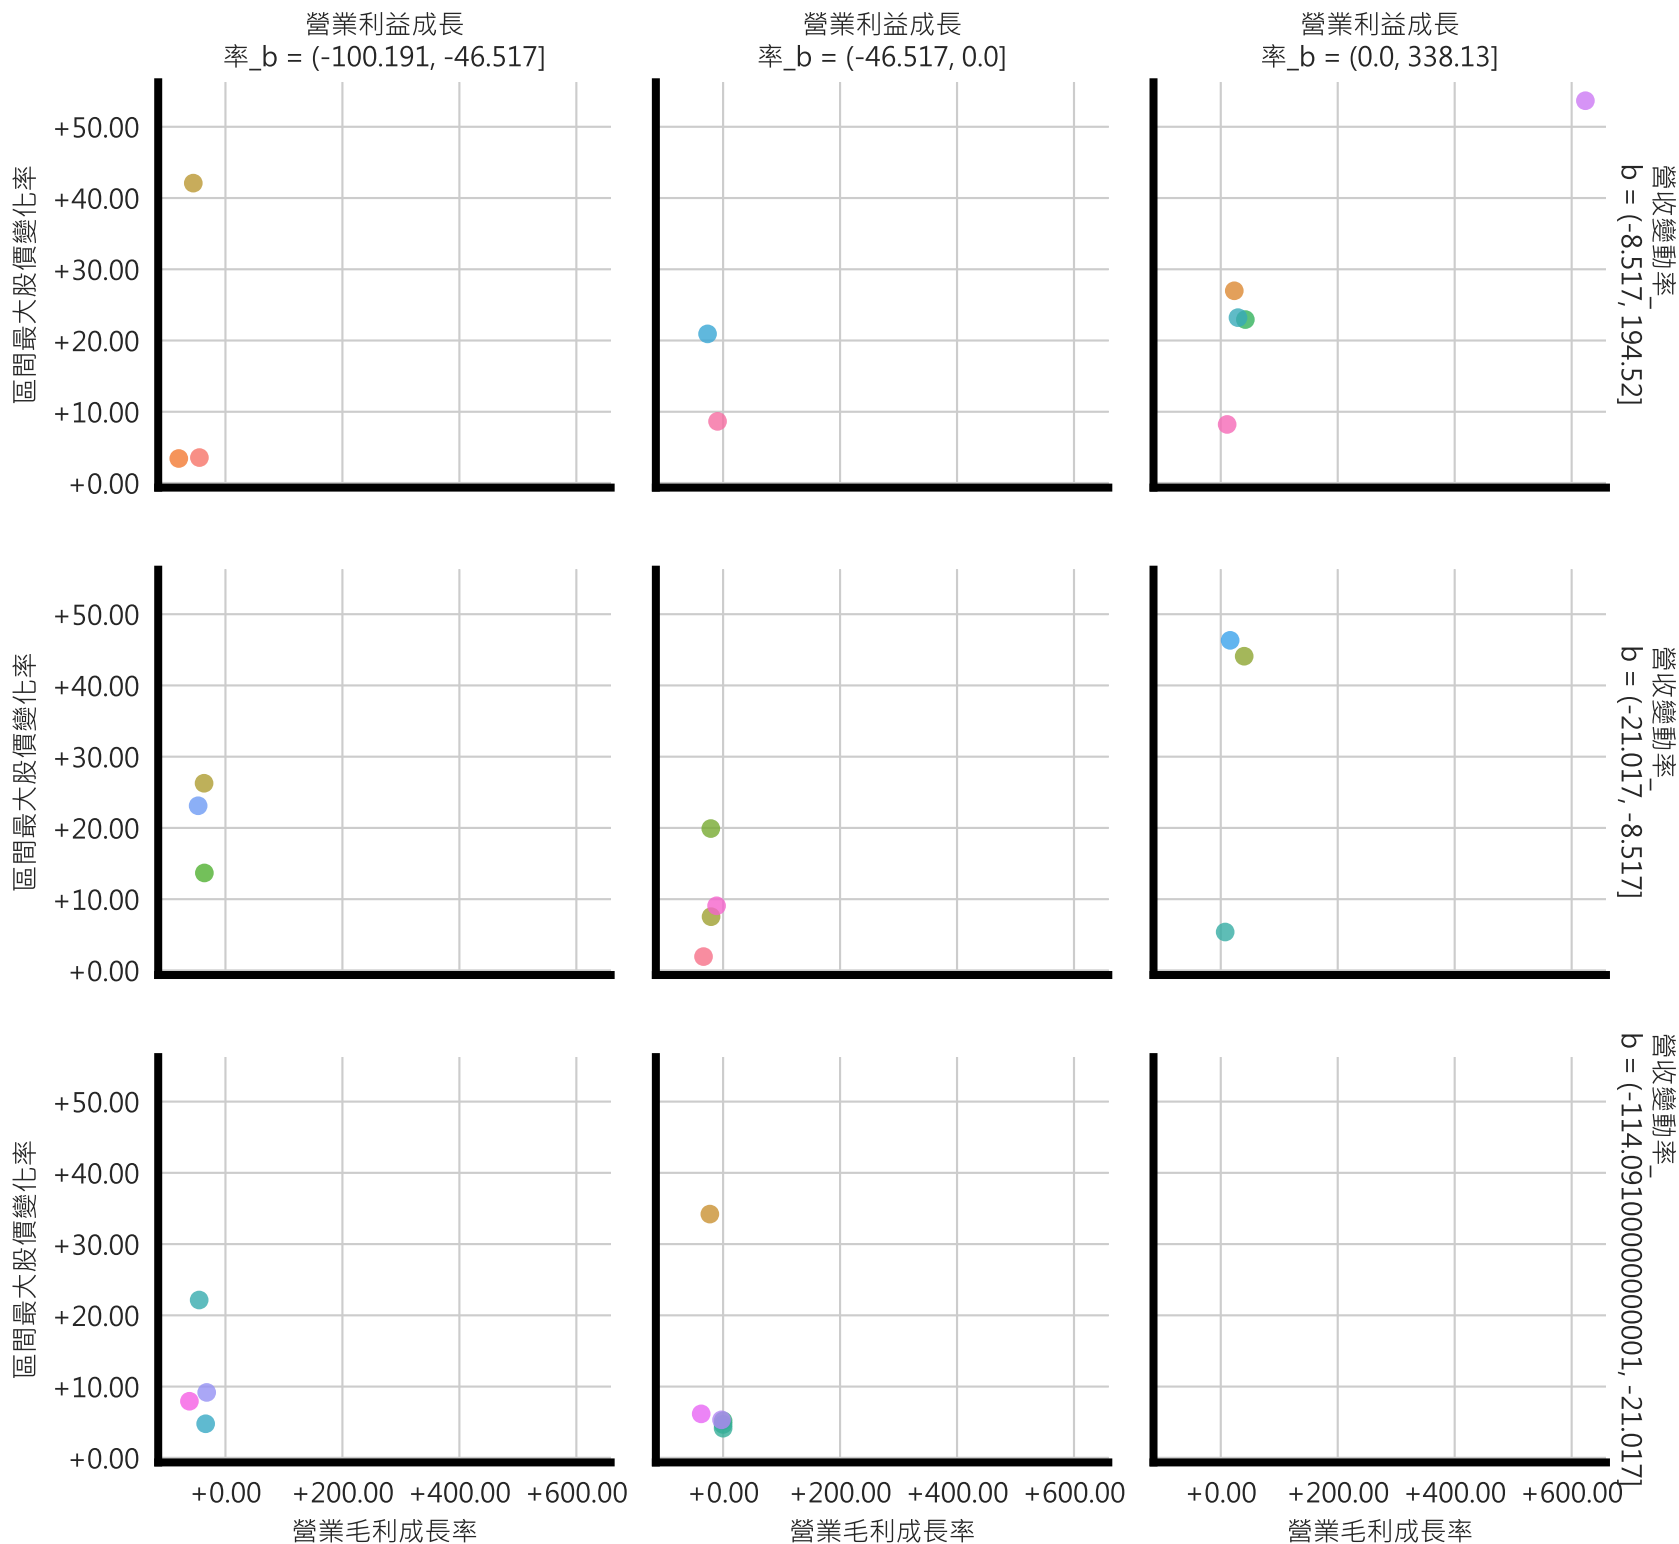 營業利益成長
率_b = (-100.191, -46.517]
營業利益成長
率_b = (-46.517, 0.0]
營業利益成長
率_b = (0.0, 338.13]
+50.00
+40.00
+30.00
+20.00
+10.00
+0.00
區間最大股價變化率
營收變動率_
b = (-8.517, 194.52]
+50.00
+40.00
+30.00
+20.00
+10.00
+0.00
區間最大股價變化率
營收變動率_
b = (-21.017, -8.517]
+50.00
+40.00
+30.00
+20.00
+10.00
+0.00
區間最大股價變化率
營收變動率_
b = (-114.09100000000001, -21.017]
+0.00 +200.00 +400.00 +600.00
營業毛利成長率
+0.00 +200.00 +400.00 +600.00
營業毛利成長率
+0.00 +200.00 +400.00 +600.00
營業毛利成長率